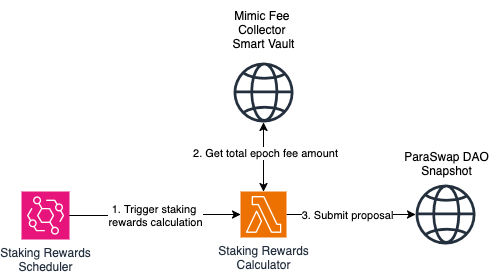 Mimic Fee
Collector
Smart Vault
2. Get total epoch fee amount
ParaSwap DAO
Snapshot
1. Trigger staking
rewards calculation
3. Submit proposal
Staking Rewards
Scheduler
Staking Rewards
Calculator